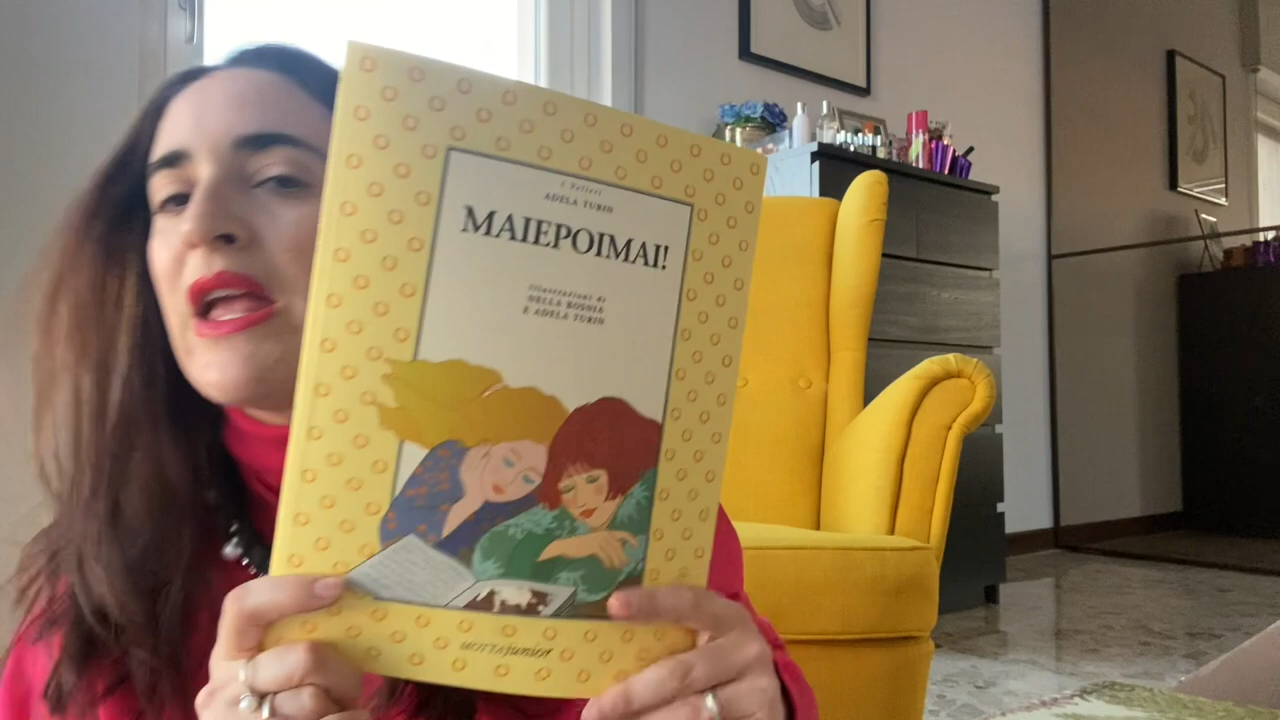 I Velieri
ADELA TURIN
MAIEPOIMAI!
illustrazioni di
NELLA BOSNIA
E ADELA TURIN
MOTTAjunior